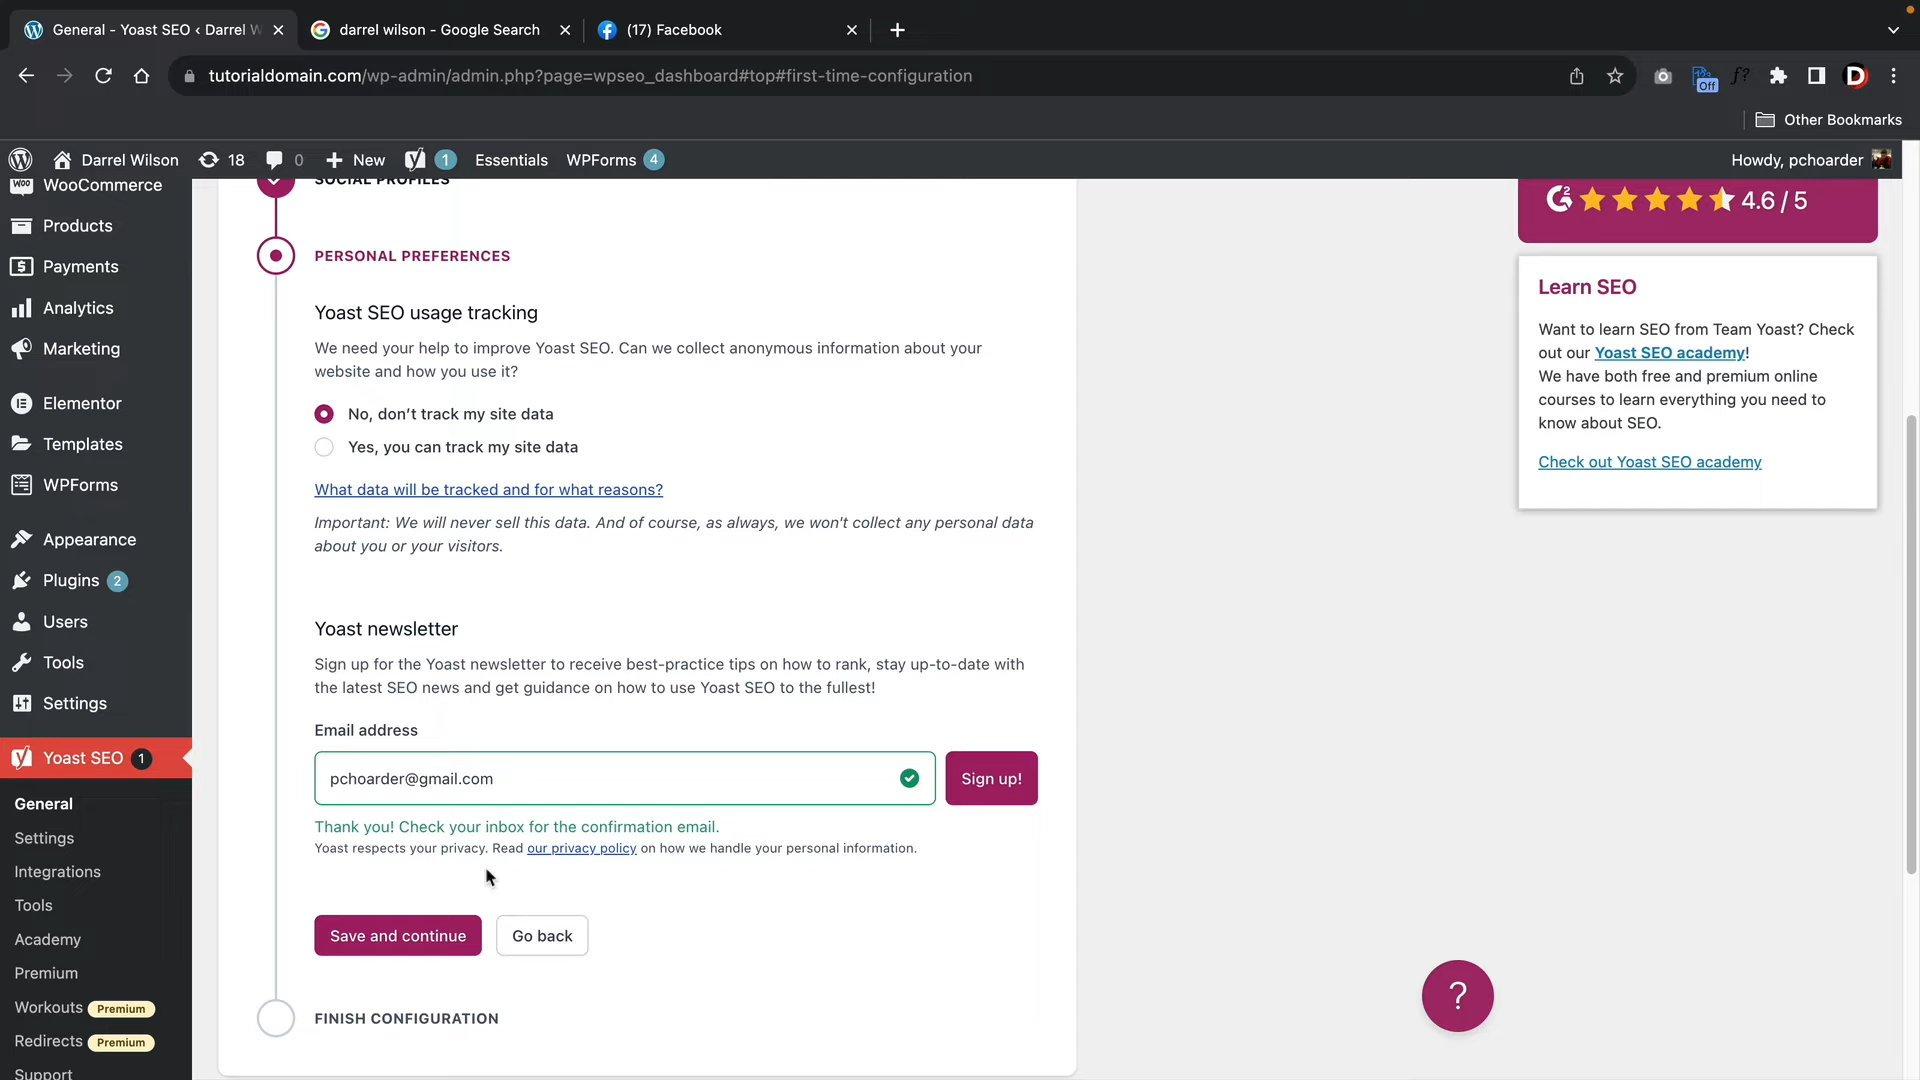 General - Yoast SEO ‹ Darrel W
darrel wilson - Google Search
(17) Facebook
tutorialdomain.com/wp-admin/admin.php?page=wpseo_dashboard#top#first-time-configuration
f?
Off
D
Other Bookmarks
Darrel Wilson
18
0
New
1
Essentials
WPForms 4
Howdy, pchoarder
WooCommerce
Products
Payments
Analytics
Marketing
Elementor
Templates
WPForms
Appearance
Plugins 2
Users
Tools
Settings
Yoast SEO 1
General
Settings
Integrations
Tools
Academy
Premium
Workouts Premium
Redirects Premium
Support
SOCIAL PROFILES
PERSONAL PREFERENCES
Yoast SEO usage tracking
We need your help to improve Yoast SEO. Can we collect anonymous information about your
website and how you use it?
No, don’t track my site data
Yes, you can track my site data
What data will be tracked and for what reasons?
Important: We will never sell this data. And of course, as always, we won't collect any personal data
about you or your visitors.
Yoast newsletter
Sign up for the Yoast newsletter to receive best-practice tips on how to rank, stay up-to-date with
the latest SEO news and get guidance on how to use Yoast SEO to the fullest!
Email address
pchoarder@gmail.com
Sign up!
Thank you! Check your inbox for the confirmation email.
Yoast respects your privacy. Read our privacy policy on how we handle your personal information.
Save and continue
Go back
FINISH CONFIGURATION
4.6 / 5
Learn SEO
Want to learn SEO from Team Yoast? Check
out our Yoast SEO academy!
We have both free and premium online
courses to learn everything you need to
know about SEO.
Check out Yoast SEO academy
?